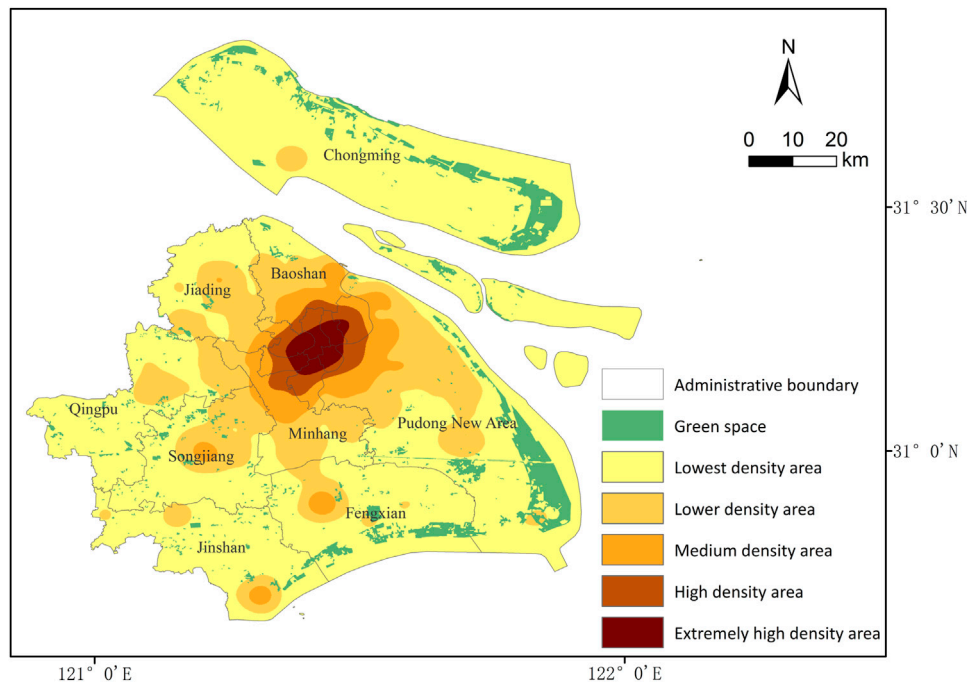 N
0 10 20
km
Chongming
31° 30'N
Baoshan
Jiading
Administrative boundary
Qingpu
Pudong New Area
Green space
Minhang
31° 0'N
Songjiang
Lowest density area
Lower density area
Fengxian
Jinshan
Medium density area
High density area
Extremely high density area
121° 0'E
122° 0'E